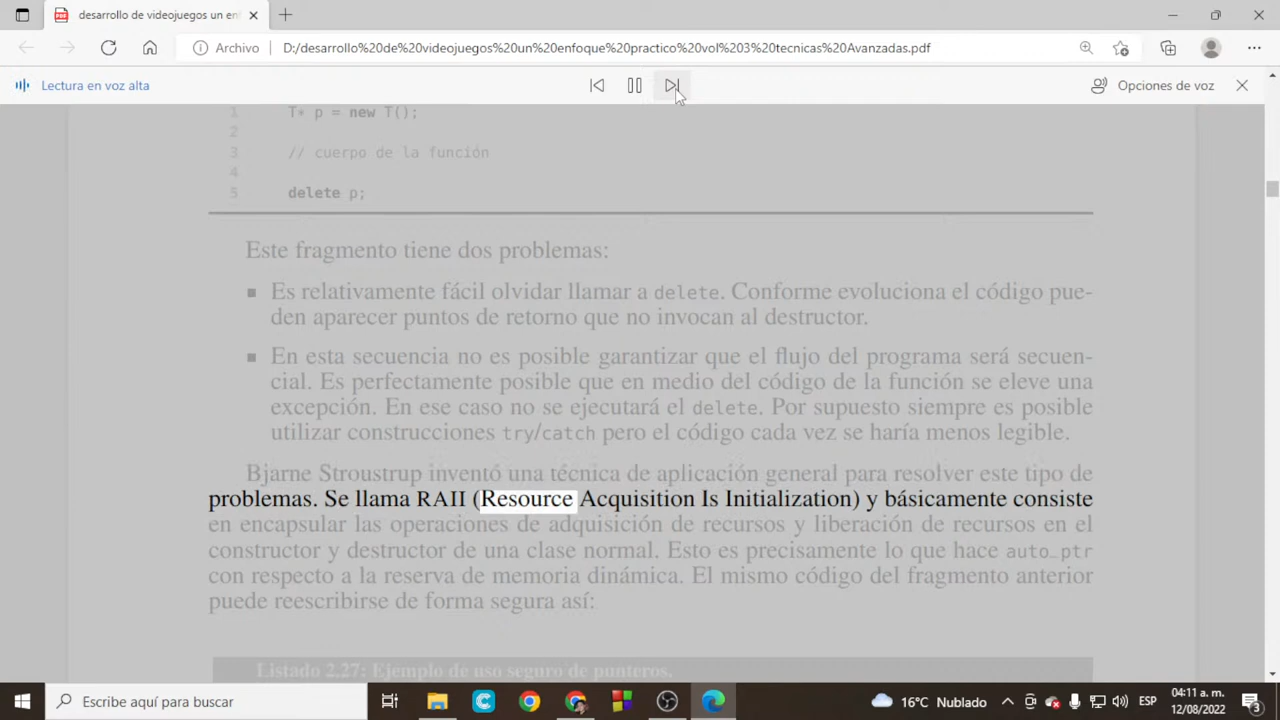 desarrollo de videojuegos un enf
Archivo
D:/desarrollo%20de%20videojuegos%20un%20enfoque%20practico%20vol%203%20tecnicas%20Avanzadas.pdf
Lectura en voz alta
Opciones de voz
1 T* p = new T();
2
3 // cuerpo de la función
4
5 delete p;
Este fragmento tiene dos problemas:
Es relativamente fácil olvidar llamar a delete. Conforme evoluciona el código pue-
den aparecer puntos de retorno que no invocan al destructor.
En esta secuencia no es posible garantizar que el flujo del programa será secuen-
cial. Es perfectamente posible que en medio del código de la función se eleve una
excepción. En ese caso no se ejecutará el delete. Por supuesto siempre es posible
utilizar construcciones try/catch pero el código cada vez se haría menos legible.
Bjarne Stroustrup inventó una técnica de aplicación general para resolver este tipo de
problemas. Se llama RAII (Resource Acquisition Is Initialization) y básicamente consiste
en encapsular las operaciones de adquisición de recursos y liberación de recursos en el
constructor y destructor de una clase normal. Esto es precisamente lo que hace auto_ptr
con respecto a la reserva de memoria dinámica. El mismo código del fragmento anterior
puede reescribirse de forma segura así:
Listado 2.27: Ejemplo de uso seguro de punteros.
Escribe aquí para buscar
16°C Nublado
ESP
04:11 a. m.
12/08/2022
3